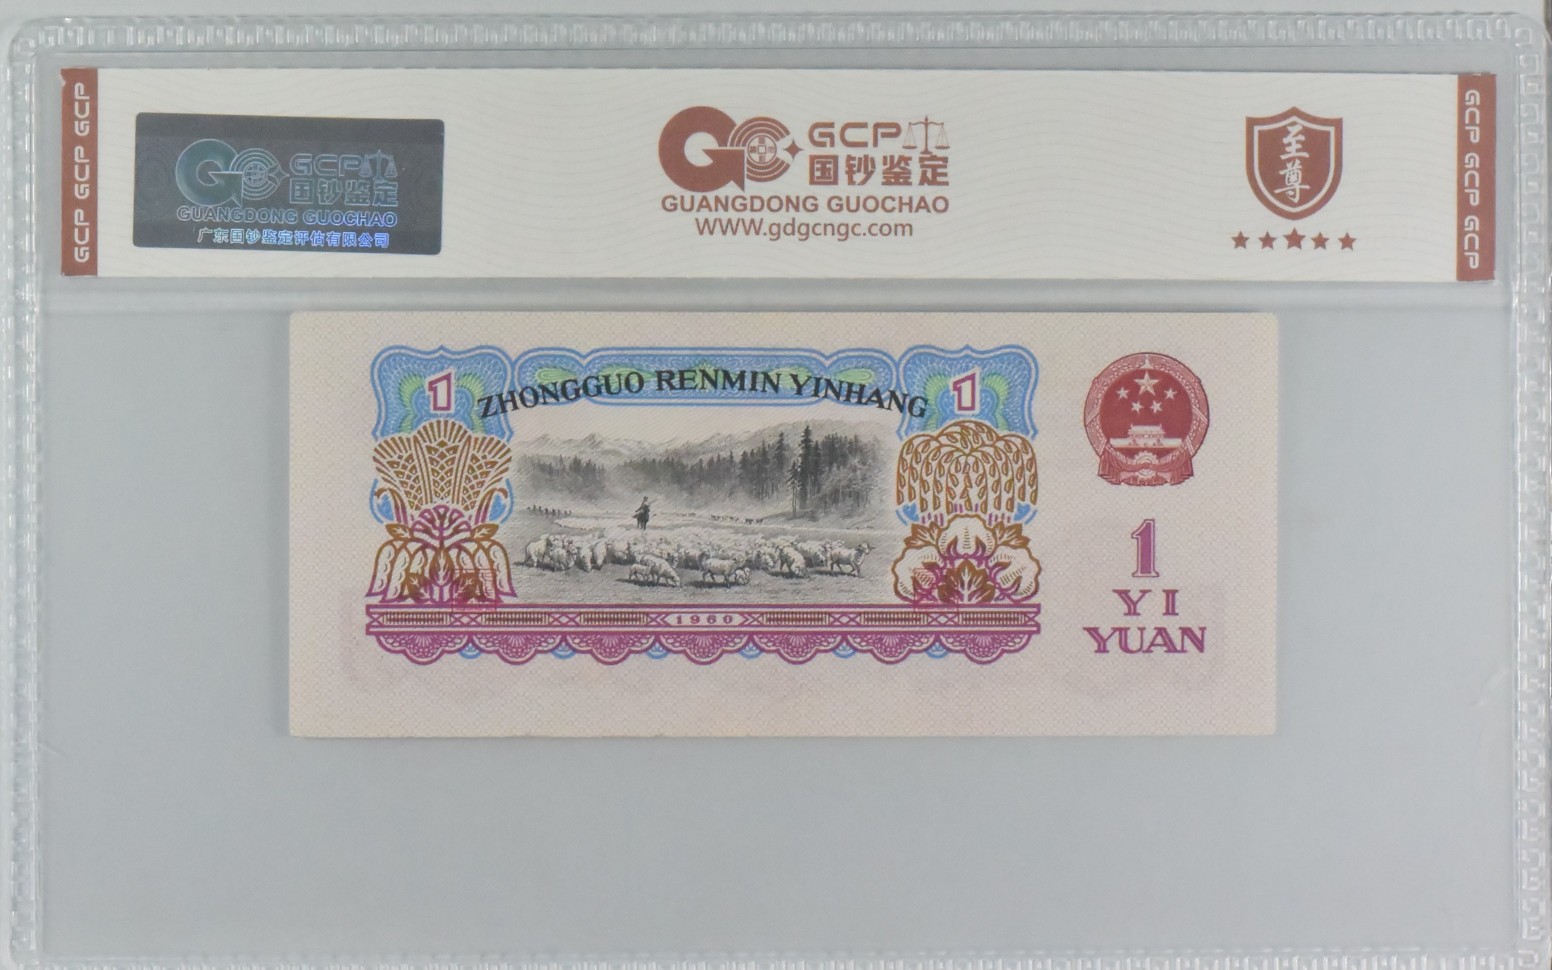 GCP GCP GCP
GCP
国钞鉴定
GUANGDONG GUOCHAO
广东国钞鉴定评估有限公司
GCP
国钞鉴定
GUANGDONG GUOCHAO
WWW.gdgcngc.com
至尊
GCP GCP GCP
1
ZHONGGUO RENMIN YINHANG
1
1960
1
YI
YUAN